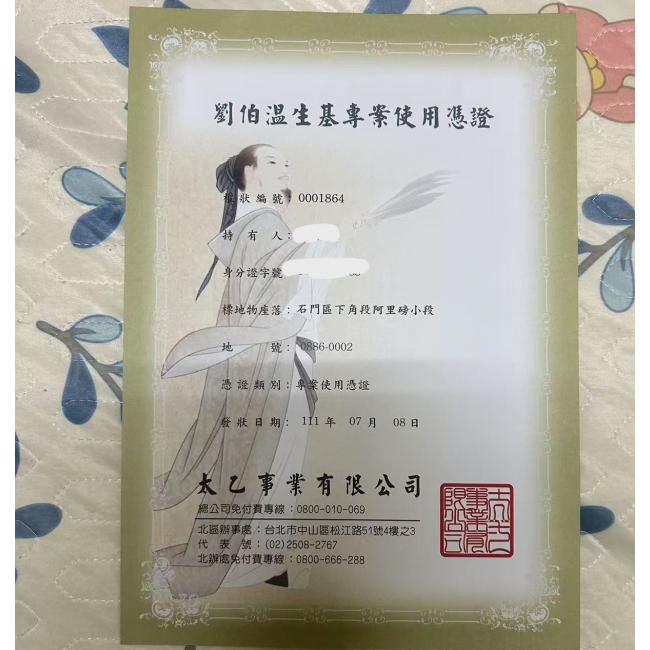 劉伯溫生基專案使用憑證
權狀編號：0001864
持有人：
身分證字號
標地物座落：石門區下角段阿里磅小段
地號：0886-0002
憑證類別：專案使用憑證
發狀日期：111 年 07 月 08 日
太乙事業有限公司
總公司免付費專線：0800-010-069
北區辦事處：台北市中山區松江路51號4樓之3
代表號：(02)2508-2767
北辦處免付費專線：0800-666-288